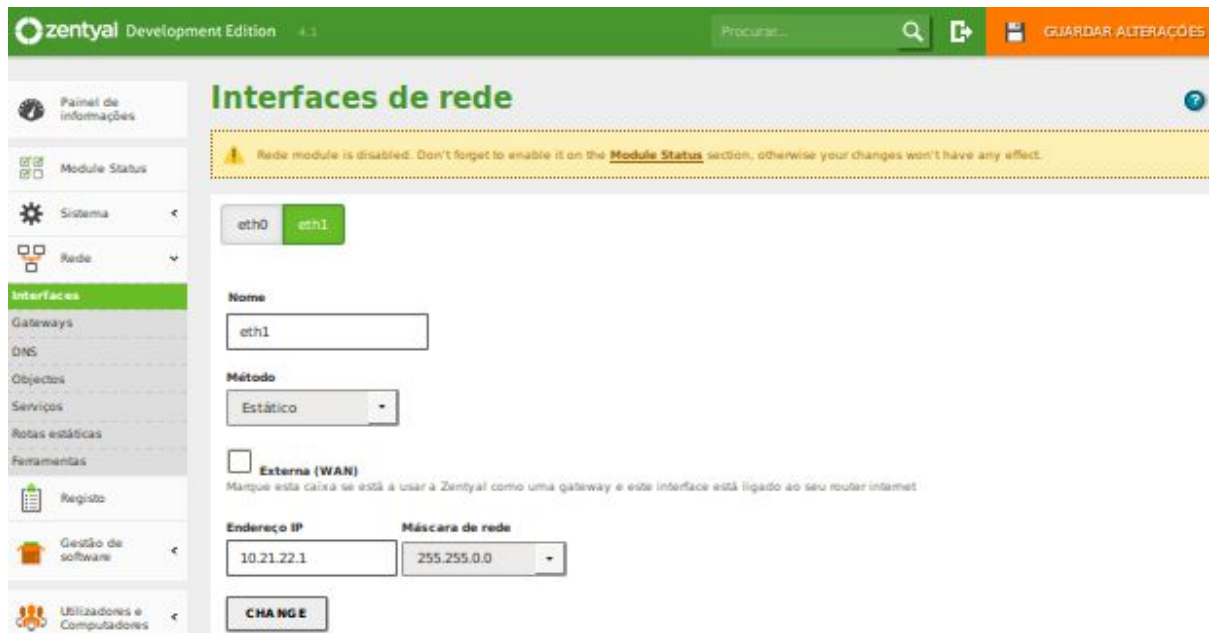 zentyal Development Edition 4.1
Procurar...
GUARDAR ALTERAÇÕES
Painel de
informações
Module Status
Sistema
Rede
Interfaces
Gateways
DNS
Objectos
Serviços
Rotas estáticas
Ferramentas
Registo
Gestão de
software
Utilizadores e
Computadores
Interfaces de rede
Rede module is disabled. Don't forget to enable it on the Module Status section, otherwise your changes won't have any effect.
eth0 eth1
Nome
eth1
Método
Estático
Externa (WAN)
Marque esta caixa se está a usar a Zentyal como uma gateway e este interface está ligado ao seu router internet
Endereço IP Máscara de rede
10.21.22.1 255.255.0.0
CHANGE